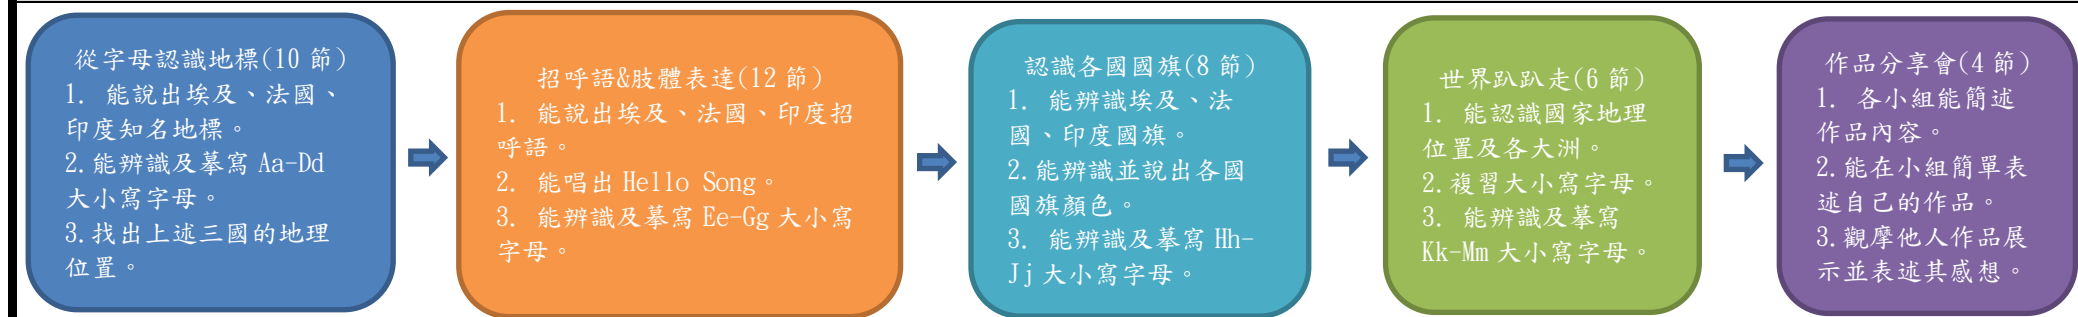 從字母認識地標(10 節)
1. 能說出埃及、法國、
印度知名地標。
2.能辨識及摹寫 Aa-Dd
大小寫字母。
3.找出上述三國的地理
位置。
招呼語&肢體表達(12 節)
1. 能說出埃及、法國、印度招
呼語。
2. 能唱出 Hello Song。
3. 能辨識及摹寫 Ee-Gg 大小寫
字母。
認識各國國旗(8 節)
1. 能辨識埃及、法
國、印度國旗。
2.能辨識並說出各國
國旗顏色。
3. 能辨識及摹寫 Hh-
Jj 大小寫字母。
世界趴趴走(6 節)
1. 能認識國家地理
位置及各大洲。
2.複習大小寫字母。
3. 能辨識及摹寫
Kk-Mm 大小寫字母。
作品分享會(4 節)
1. 各小組能簡述
作品內容。
2.能在小組簡單表
述自己的作品。
3.觀摩他人作品展
示並表述其感想。